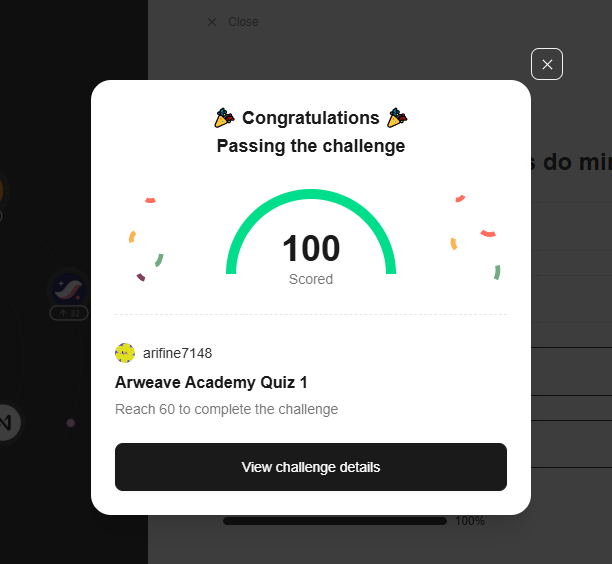 Close
Congratulations
Passing the challenge
s do mi
100
Scored
32
arifine7148
Arweave Academy Quiz 1
Reach 60 to complete the challenge
View challenge details
100%